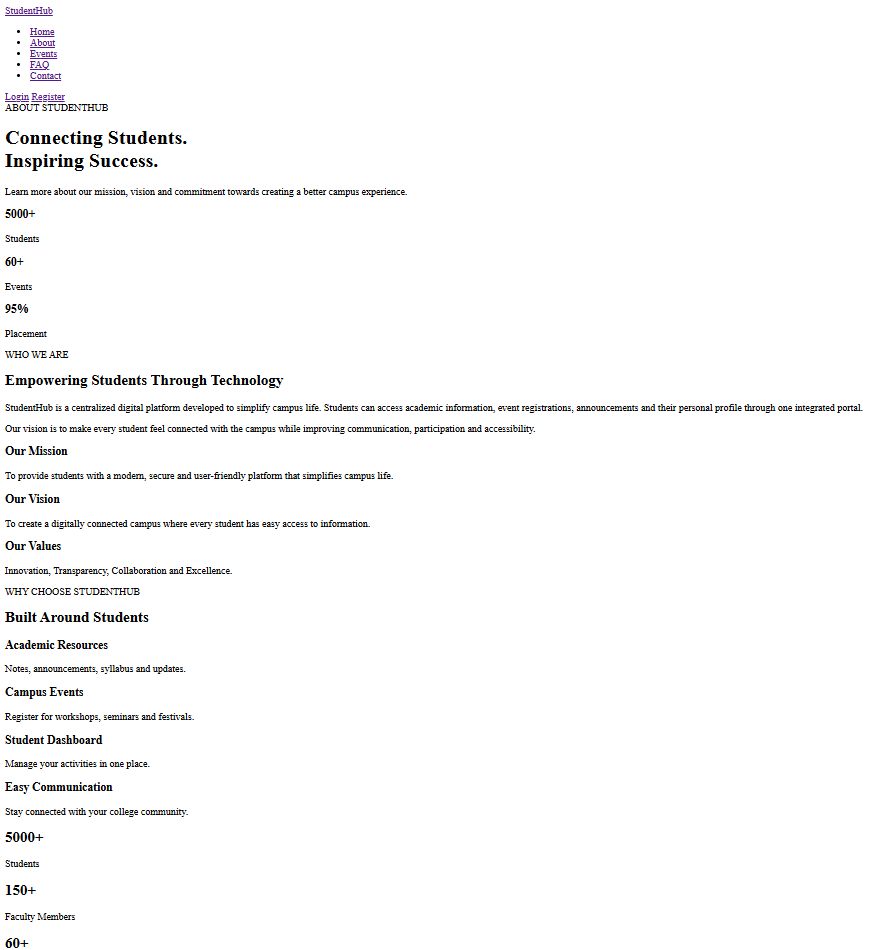 StudentHub
Home
About
Events
FAQ
Contact
Login Register
ABOUT STUDENTHUB
Connecting Students.
Inspiring Success.
Learn more about our mission, vision and commitment towards creating a better campus experience.
5000+
Students
60+
Events
95%
Placement
WHO WE ARE
Empowering Students Through Technology
StudentHub is a centralized digital platform developed to simplify campus life. Students can access academic information, event registrations, announcements and their personal profile through one integrated portal.
Our vision is to make every student feel connected with the campus while improving communication, participation and accessibility.
Our Mission
To provide students with a modern, secure and user-friendly platform that simplifies campus life.
Our Vision
To create a digitally connected campus where every student has easy access to information.
Our Values
Innovation, Transparency, Collaboration and Excellence.
WHY CHOOSE STUDENTHUB
Built Around Students
Academic Resources
Notes, announcements, syllabus and updates.
Campus Events
Register for workshops, seminars and festivals.
Student Dashboard
Manage your activities in one place.
Easy Communication
Stay connected with your college community.
5000+
Students
150+
Faculty Members
60+